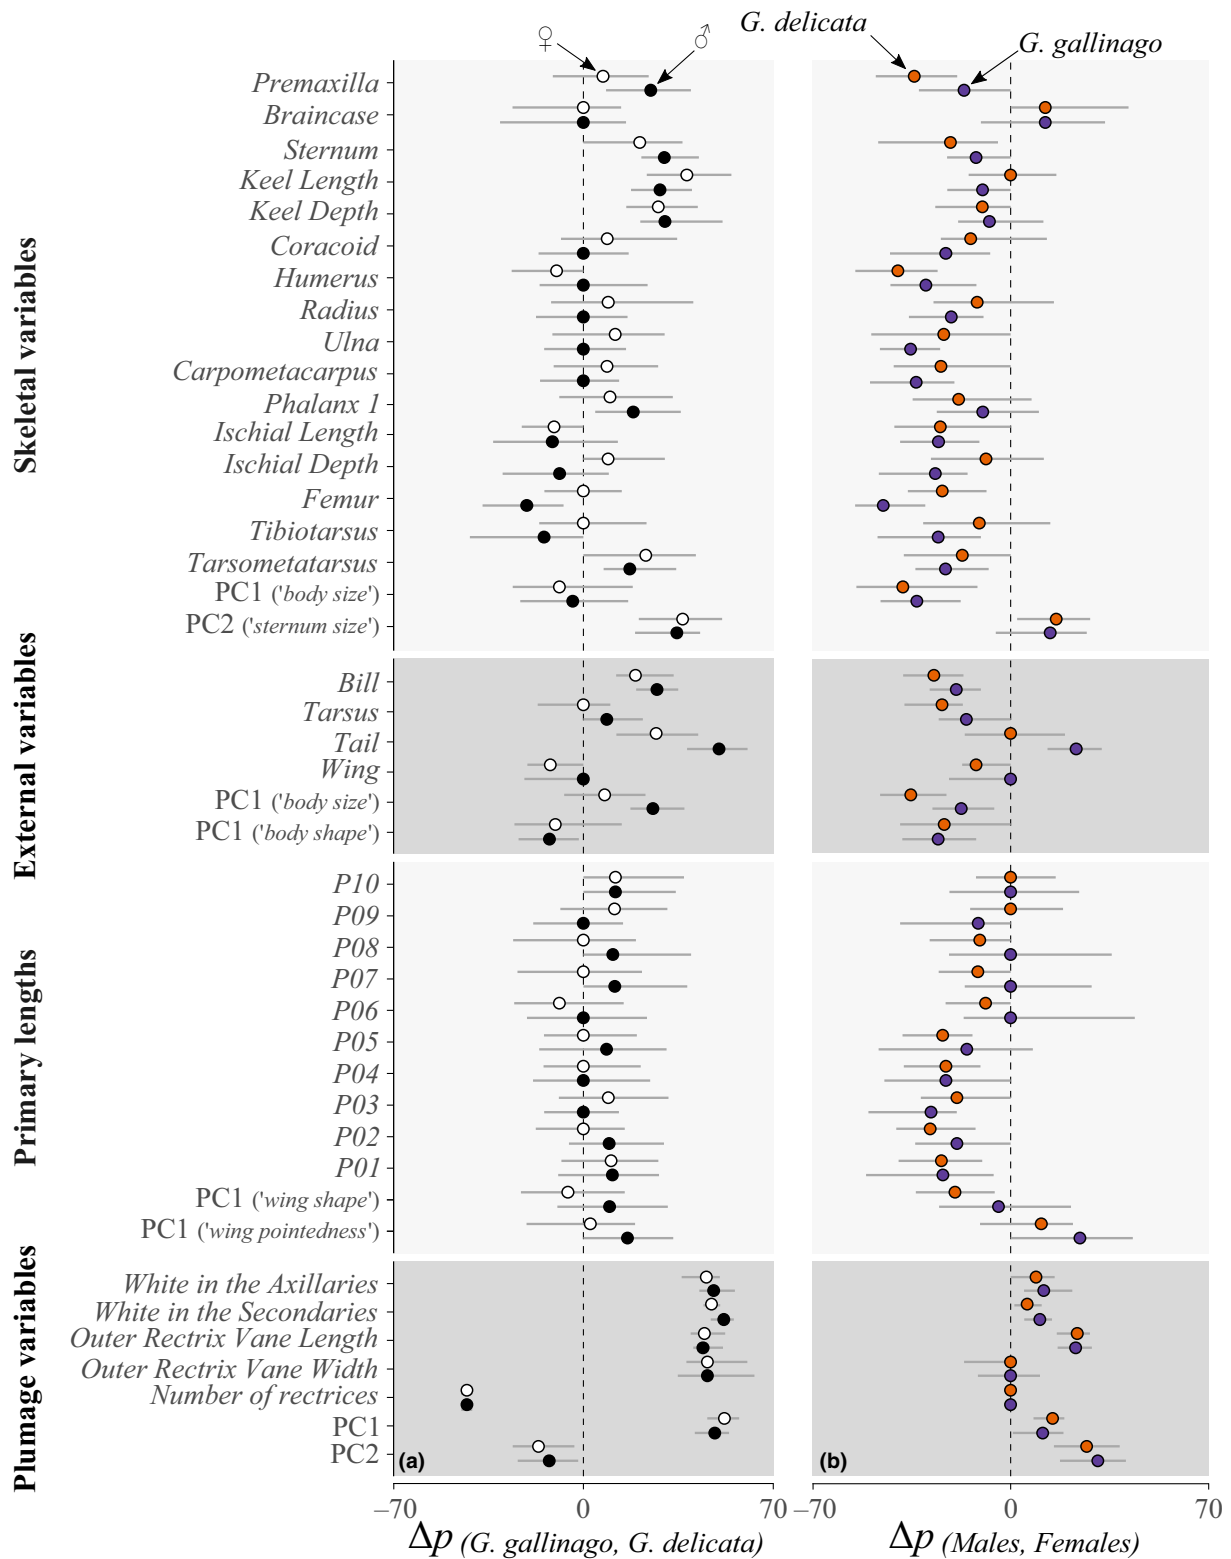 ♀
♂
G. delicata
G. gallinago
Skeletal variables
Premaxilla
Braincase
Sternum
Keel Length
Keel Depth
Coracoid
Humerus
Radius
Ulna
Carpometacarpus
Phalanx 1
Ischial Length
Ischial Depth
Femur
Tibiotarsus
Tarsometatarsus
PC1 ('body size')
PC2 ('sternum size')
External variables
Bill
Tarsus
Tail
Wing
PC1 ('body size')
PC1 ('body shape')
Primary lengths
P10
P09
P08
P07
P06
P05
P04
P03
P02
P01
PC1 ('wing shape')
PC1 ('wing pointedness')
Plumage variables
White in the Axillaries
White in the Secondaries
Outer Rectrix Vane Length
Outer Rectrix Vane Width
Number of rectrices
PC1
PC2
(a)
(b)
–70 0 70
–70 0 70
Δp (G. gallinago, G. delicata)
Δp (Males, Females)